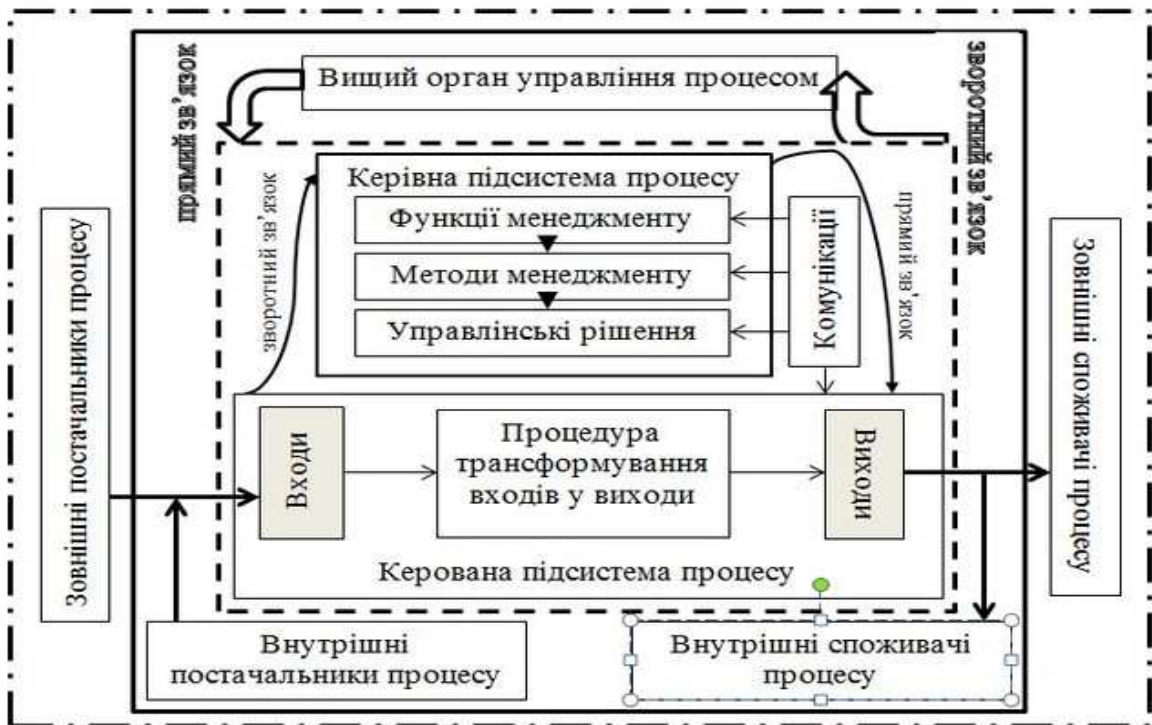 Вищий орган управління процесом
прямий зв'язок
зворотний зв'язок
Керівна підсистема процесу
Функції менеджменту
Методи менеджменту
Управлінські рішення
Комунікації
зворотний зв'язок
прямий зв'язок
Зовнішні постачальники процесу
Зовнішні споживачі процесу
Входи
Процедура
трансформування
входів у виходи
Виходи
Керована підсистема процесу
Внутрішні
постачальники процесу
Внутрішні споживачі
процесу